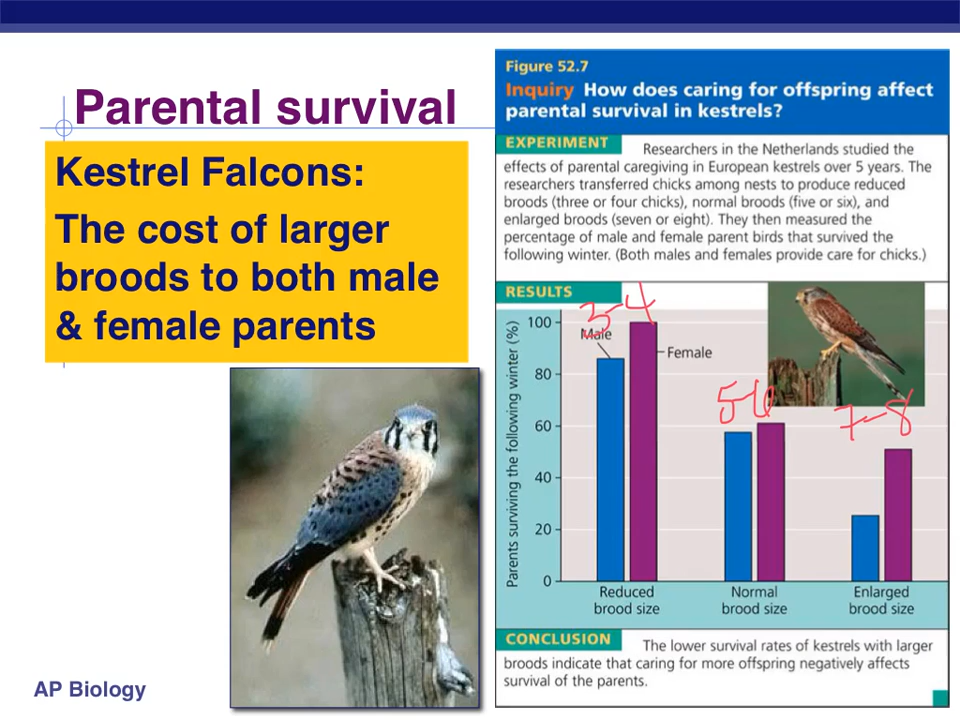 Parental survival
Kestrel Falcons:
The cost of larger
broods to both male
& female parents
AP Biology
Figure 52.7
Inquiry How does caring for offspring affect
parental survival in kestrels?
EXPERIMENT Researchers in the Netherlands studied the
effects of parental caregiving in European kestrels over 5 years. The
researchers transferred chicks among nests to produce reduced
broods (three or four chicks), normal broods (five or six), and
enlarged broods (seven or eight). They then measured the
percentage of male and female parent birds that survived the
following winter. (Both males and females provide care for chicks.)
RESULTS
3-4
Male
Female
5-6
7-8
Parents surviving the following winter (%)
100
80
60
40
20
0
Reduced
brood size
Normal
brood size
Enlarged
brood size
CONCLUSION The lower survival rates of kestrels with larger
broods indicate that caring for more offspring negatively affects
survival of the parents.